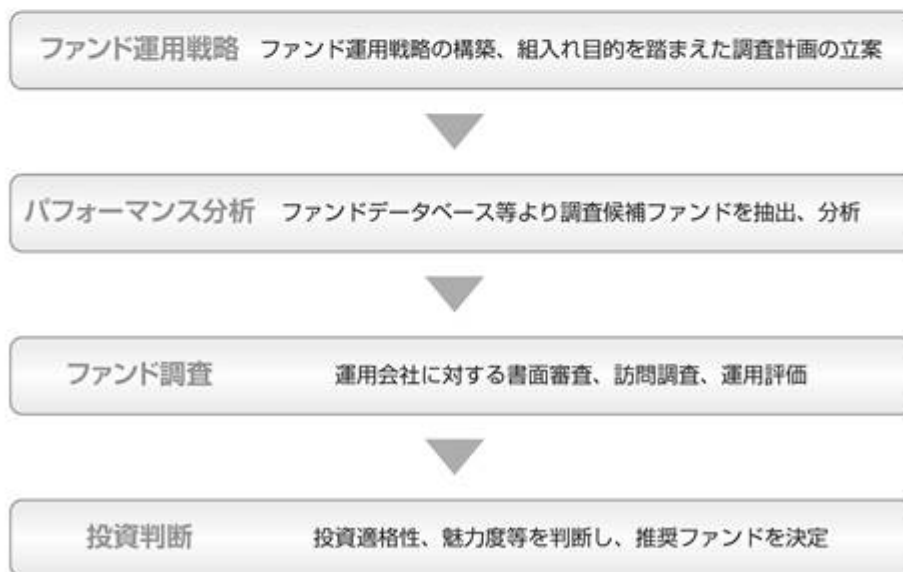 ファンド運用戦略 ファンド運用戦略の構築、組入れ目的を踏まえた調査計画の立案
パフォーマンス分析 ファンドデータベース等より調査候補ファンドを抽出、分析
ファンド調査 運用会社に対する書面審査、訪問調査、運用評価
投資判断 投資適格性、魅力度等を判断し、推奨ファンドを決定